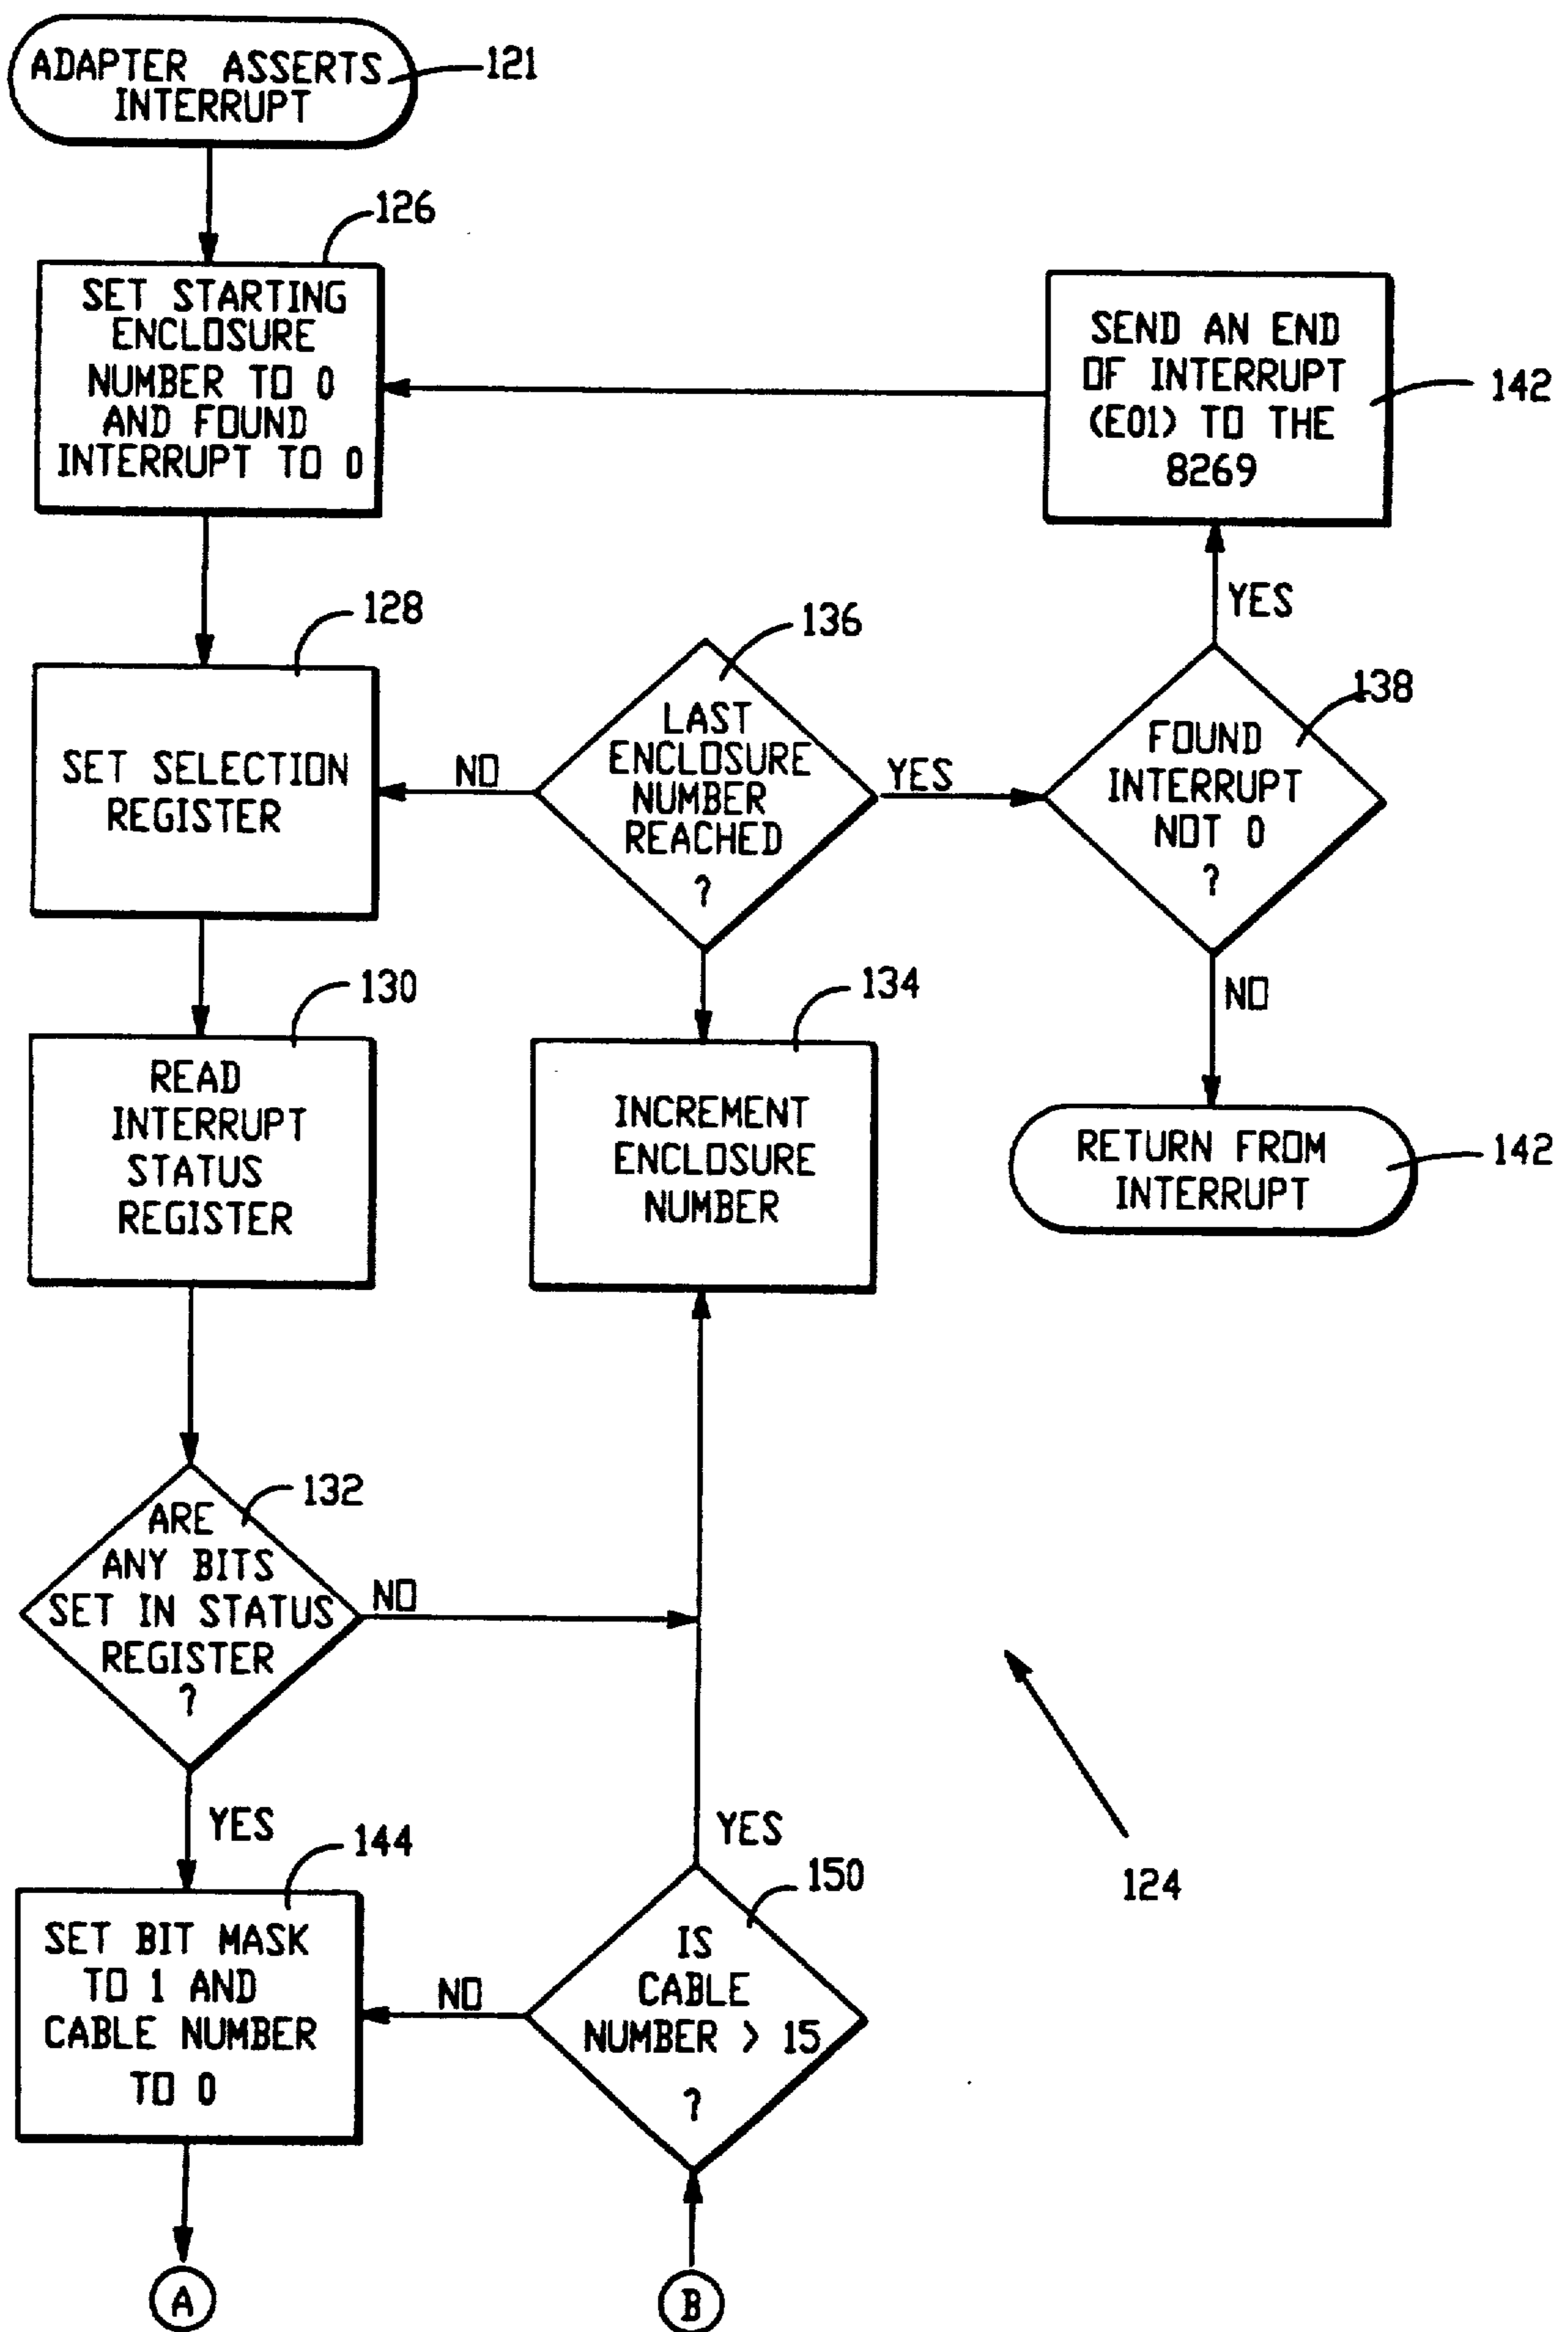 ADAPTER ASSERTS
INTERRUPT
121
126
SET STARTING
ENCLOSURE
NUMBER TO 0
AND FOUND
INTERRUPT TO 0
SEND AN END
OF INTERRUPT
(E01) TO THE
8269
142
YES
128
SET SELECTION
REGISTER
NO
136
LAST
ENCLOSURE
NUMBER
REACHED
?
YES
138
FOUND
INTERRUPT
NOT 0
?
NO
130
READ
INTERRUPT
STATUS
REGISTER
134
INCREMENT
ENCLOSURE
NUMBER
RETURN FROM
INTERRUPT
142
132
ARE
ANY BITS
SET IN STATUS
REGISTER
?
NO
YES
144
SET BIT MASK
TO 1 AND
CABLE NUMBER
TO 0
NO
YES
150
IS
CABLE
NUMBER > 15
?
124
A
B